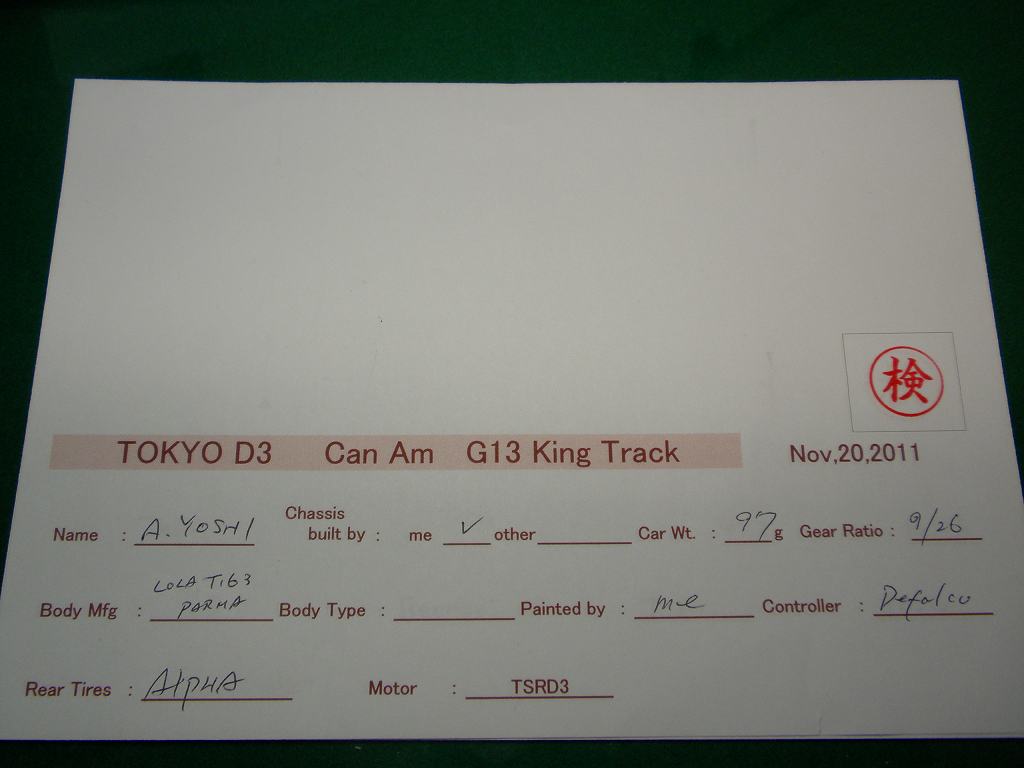 検
TOKYO D3 Can Am G13 King Track Nov,20,2011
Name : A. YOSHI Chassis built by : me ✓ other Car Wt. : 97 g Gear Ratio : 9/26
LOLA T163
Body Mfg : PARMA Body Type : Painted by : me Controller : Defalco
Rear Tires : AlpHA Motor : TSRD3